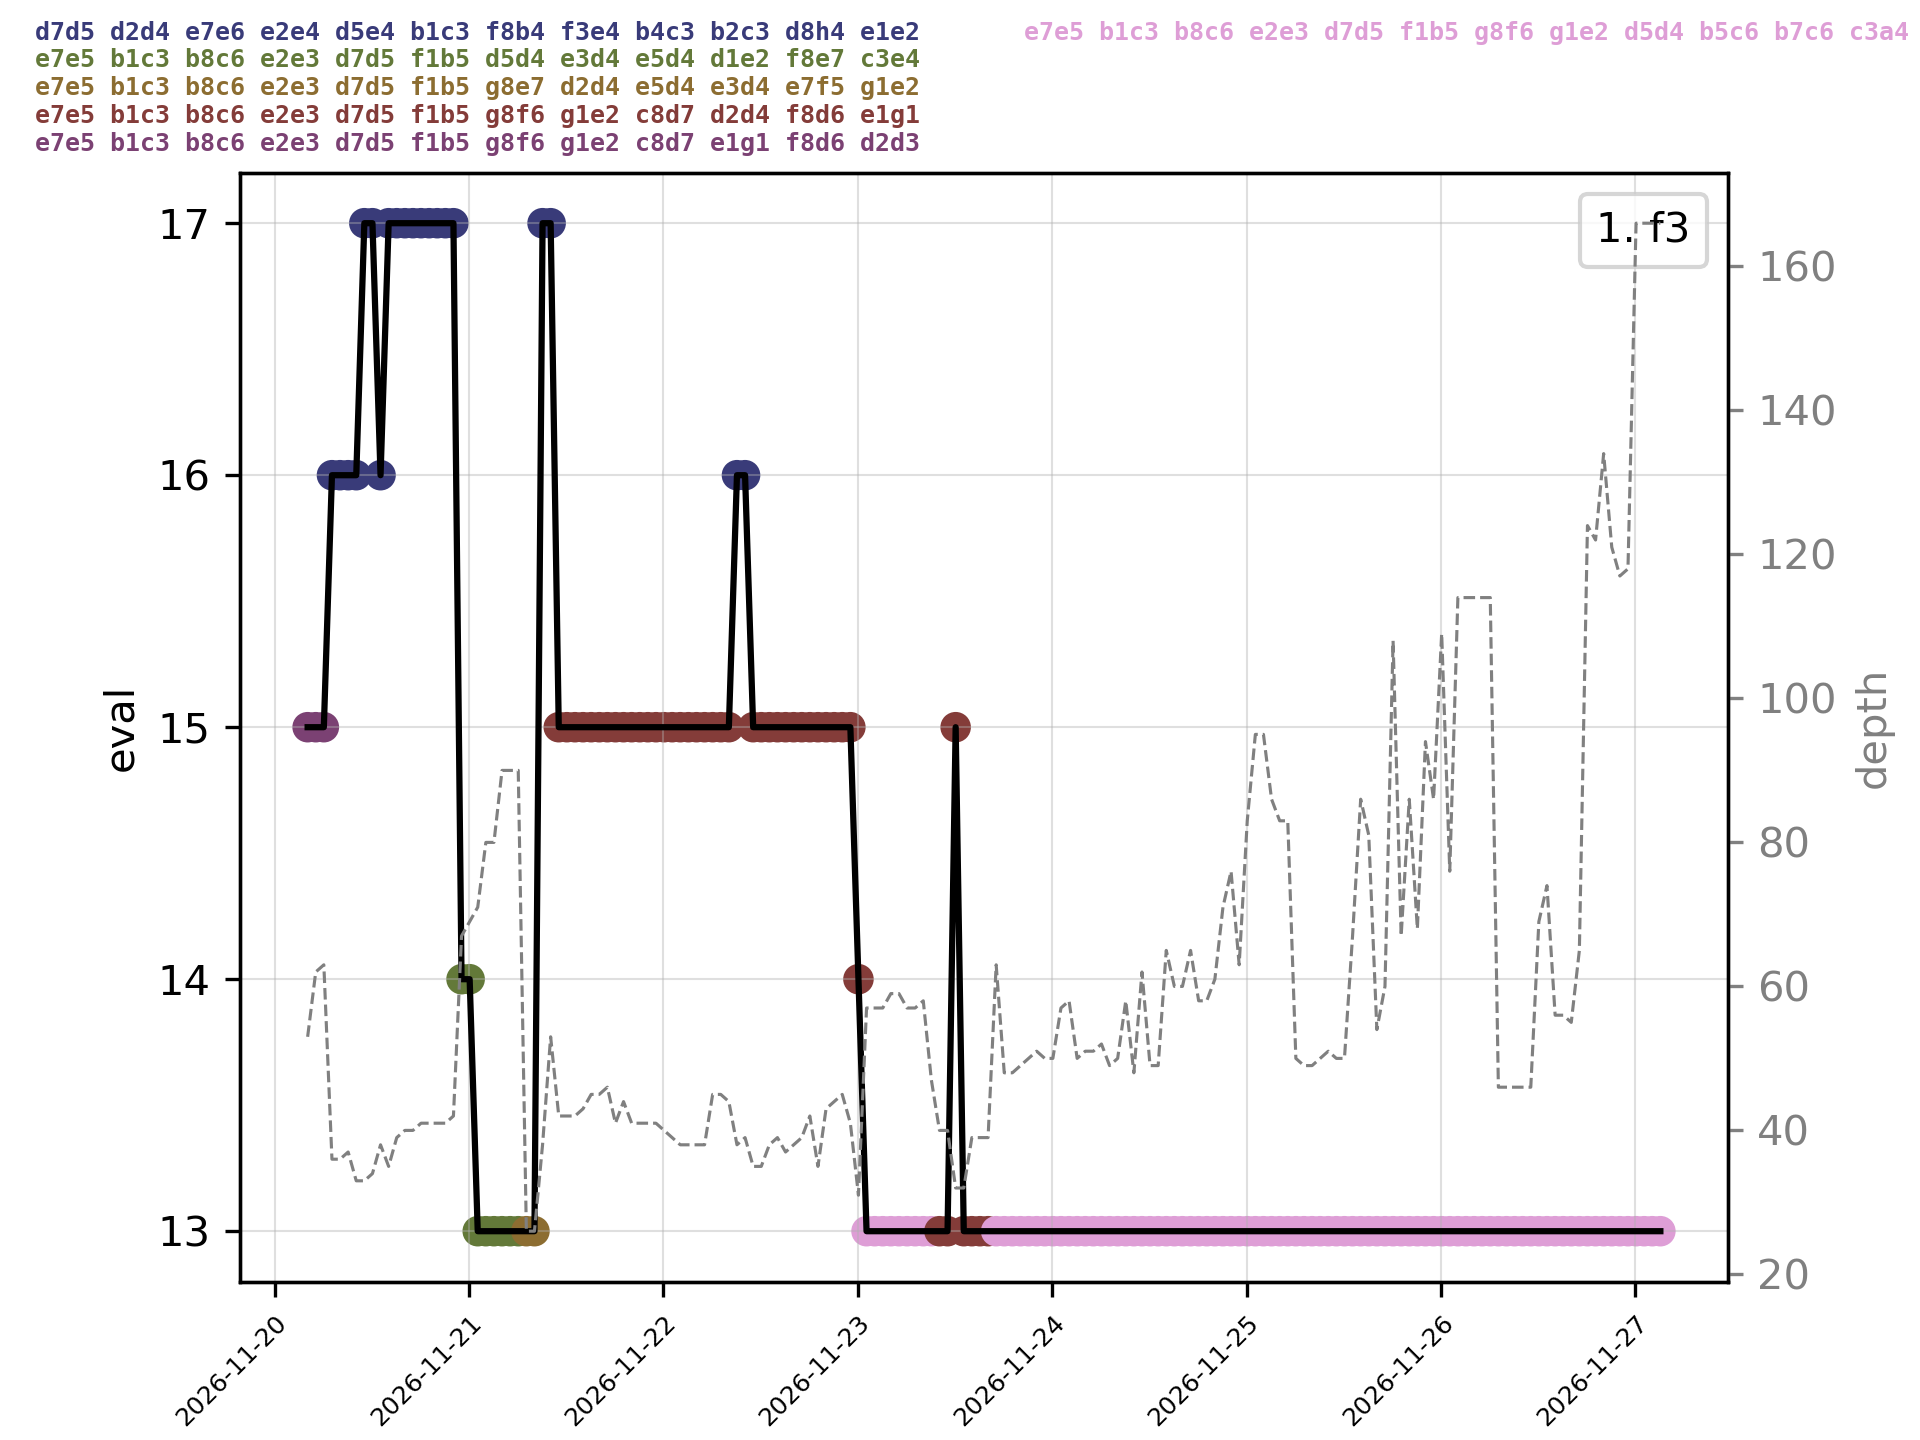 d7d5 d2d4 e7e6 e2e4 d5e4 b1c3 f8b4 f3e4 b4c3 b2c3 d8h4 e1e2
e7e5 b1c3 b8c6 e2e3 d7d5 f1b5 d5d4 e3d4 e5d4 d1e2 f8e7 c3e4
e7e5 b1c3 b8c6 e2e3 d7d5 f1b5 g8e7 d2d4 e5d4 e3d4 e7f5 g1e2
e7e5 b1c3 b8c6 e2e3 d7d5 f1b5 g8f6 g1e2 c8d7 d2d4 f8d6 e1g1
e7e5 b1c3 b8c6 e2e3 d7d5 f1b5 g8f6 g1e2 c8d7 e1g1 f8d6 d2d3
e7e5 b1c3 b8c6 e2e3 d7d5 f1b5 g8f6 g1e2 d5d4 b5c6 b7c6 c3a4
1. f3
17
16
15
14
13
eval
160
140
120
100
80
60
40
20
depth
2026-11-20
2026-11-21
2026-11-22
2026-11-23
2026-11-24
2026-11-25
2026-11-26
2026-11-27